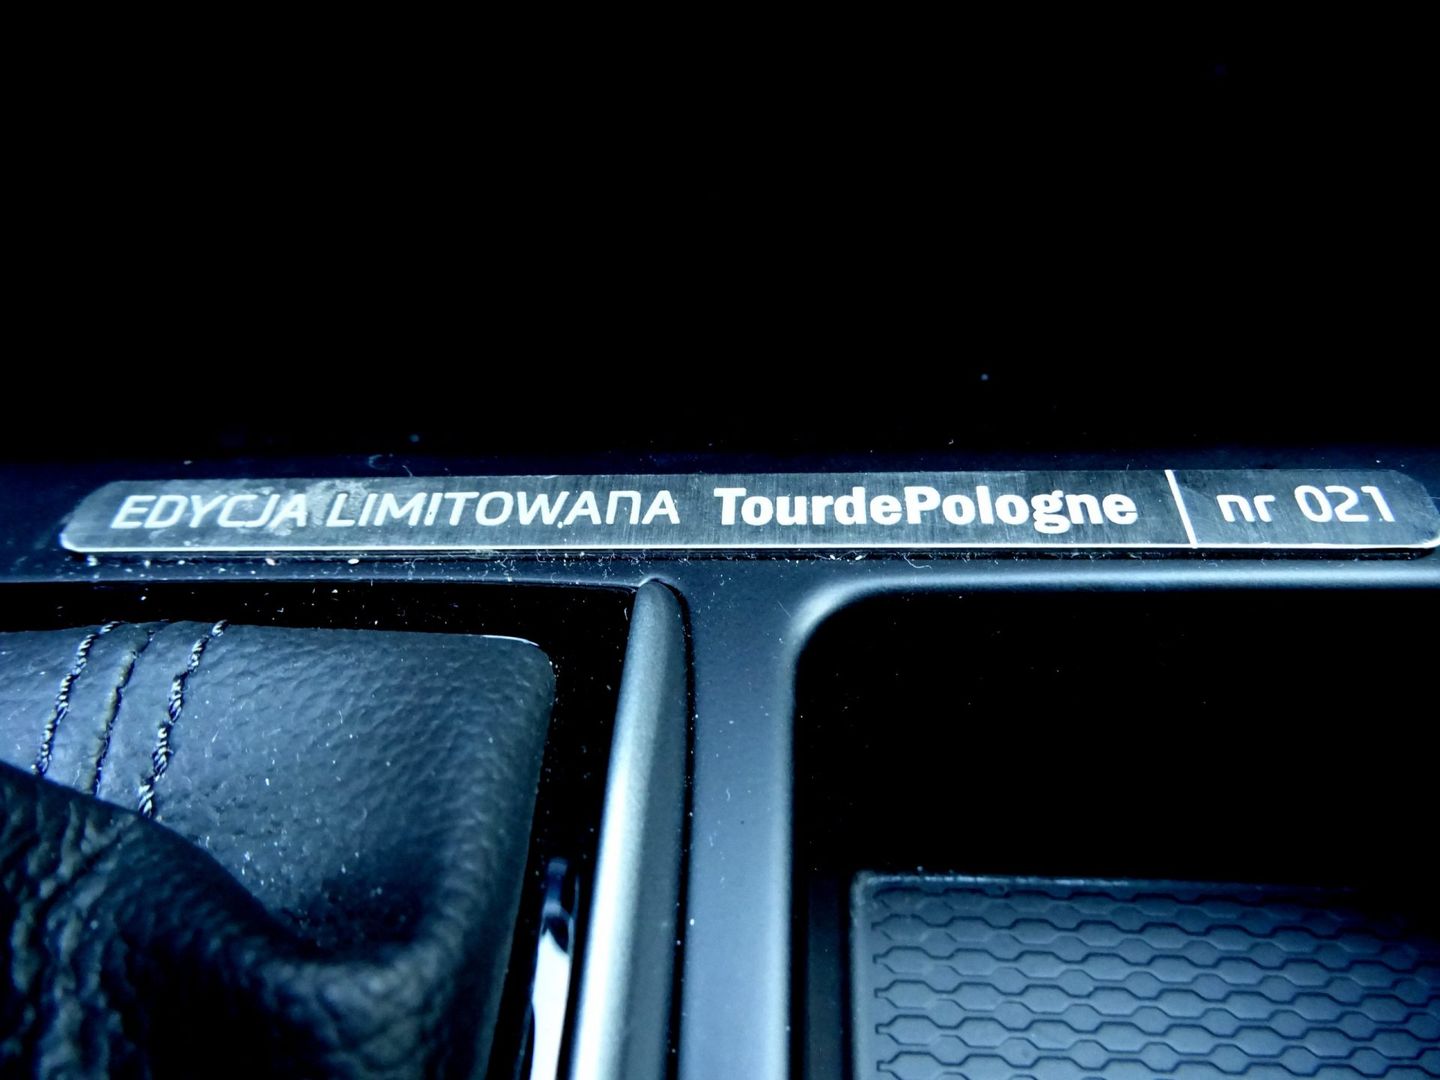 EDYCJA LIMITOWANA TourdePologne | nr 021